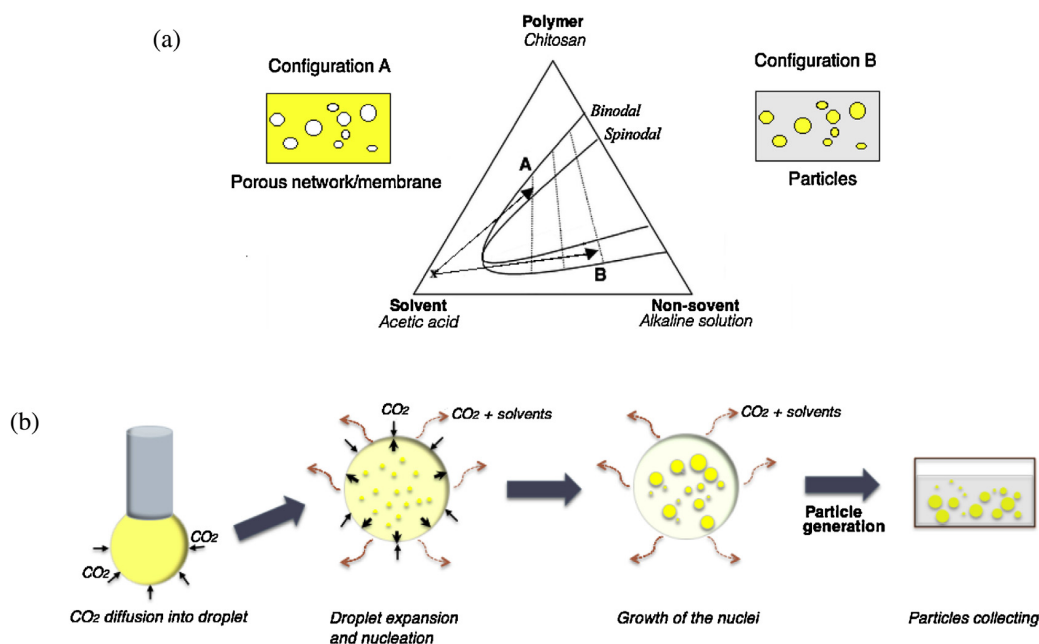 (a)
Polymer
Chitosan
Configuration A
Configuration B
Binodal
Spinodal
A
Porous network/membrane
Particles
x
B
Solvent
Acetic acid
Non-sovent
Alkaline solution
(b)
CO2
CO2 + solvents
CO2 + solvents
CO2
CO2
Particle
generation
CO2 diffusion into droplet
Droplet expansion
and nucleation
Growth of the nuclei
Particles collecting